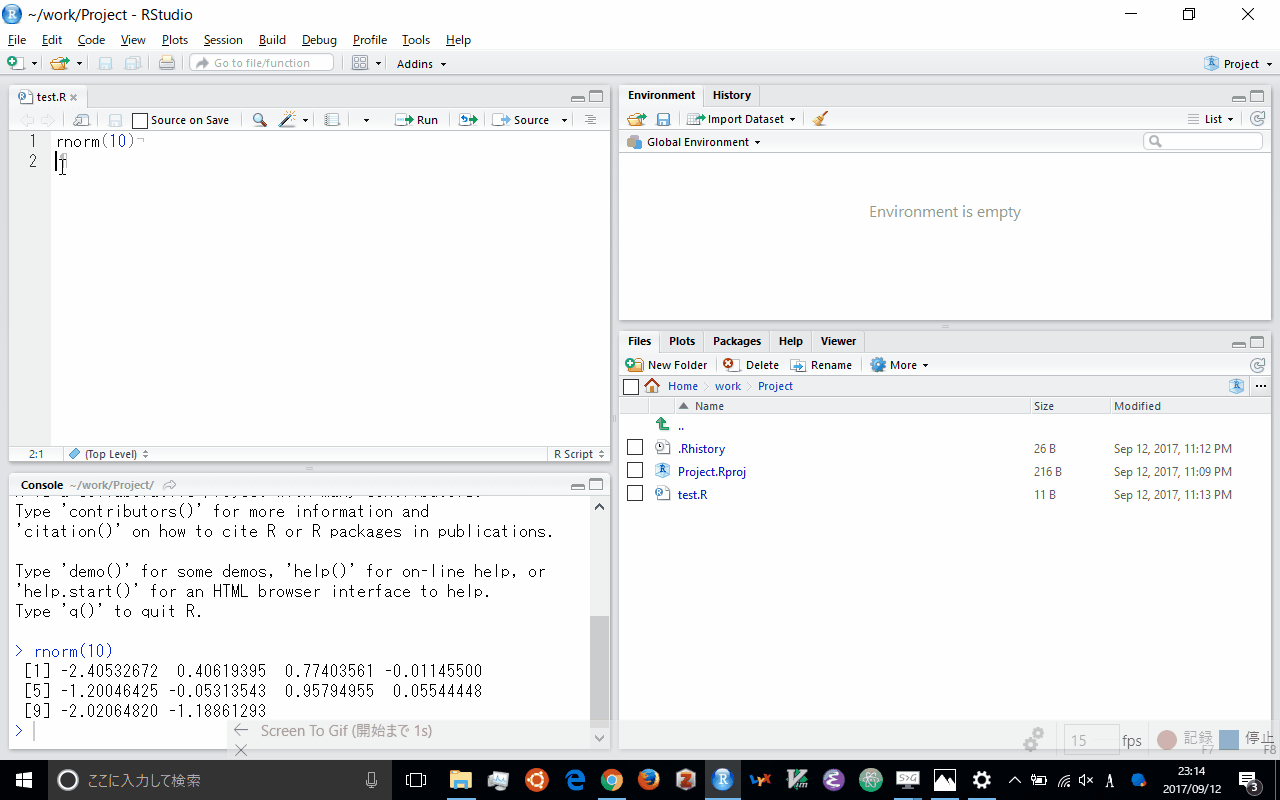 ~/work/Project - RStudio
File Edit Code View Plots Session Build Debug Profile Tools Help
Go to file/function Addins Project
test.R
Source on Save Run Source
1 rnorm(10)
2
2:1 (Top Level) R Script
Console ~/work/Project/
Type 'contributors()' for more information and
'citation()' on how to cite R or R packages in publications.
Type 'demo()' for some demos, 'help()' for on-line help, or
'help.start()' for an HTML browser interface to help.
Type 'q()' to quit R.
> rnorm(10)
[1] -2.40532672 0.40619395 0.77403561 -0.01145500
[5] -1.20046425 -0.05313543 0.95794955 0.05544448
[9] -2.02064820 -1.18861293
>
Environment History
Import Dataset List
Global Environment
Environment is empty
Files Plots Packages Help Viewer
New Folder Delete Rename More
Home work Project
Name Size Modified
..
.Rhistory 26 B Sep 12, 2017, 11:12 PM
Project.Rproj 216 B Sep 12, 2017, 11:09 PM
test.R 11 B Sep 12, 2017, 11:13 PM
Screen To Gif (開始まで 1s)
15 fps 記録 F7 停止 F8
ここに入力して検索
A 23:14
2017/09/12 3